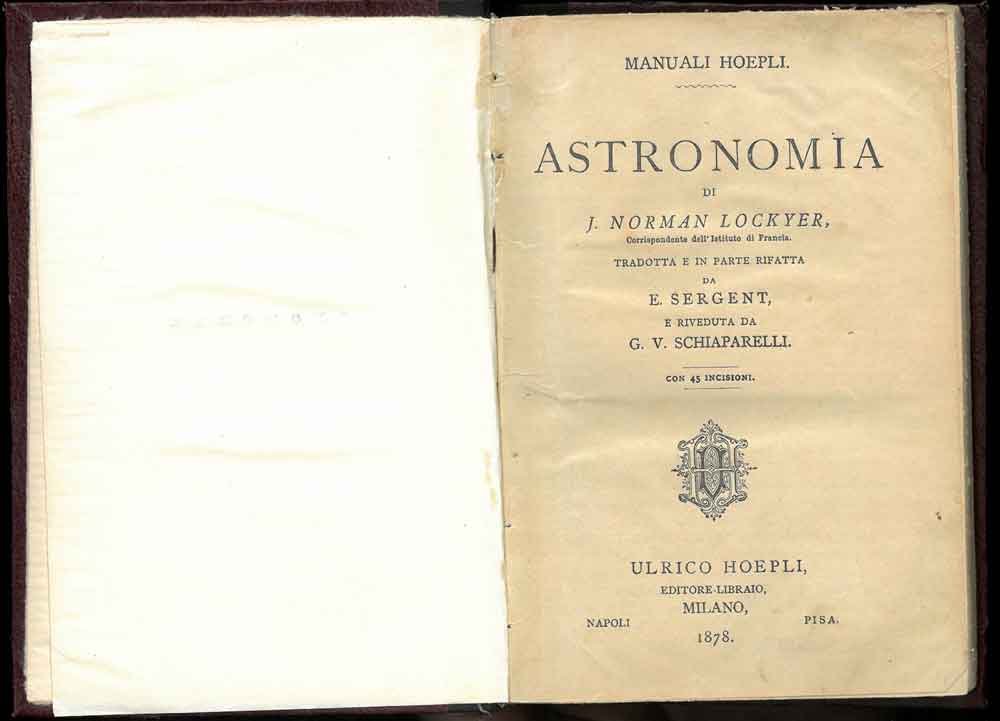 MANUALI HOEPLI.
ASTRONOMIA
DI
J. NORMAN LOCKYER,
Corrispondente dell' Istituto di Francia.
TRADOTTA E IN PARTE RIFATTA
DA
E. SERGENT,
E RIVEDUTA DA
G. V. SCHIAPARELLI.
CON 45 INCISIONI.
ULRICO HOEPLI,
EDITORE-LIBRAIO,
MILANO,
NAPOLI PISA.
1878.